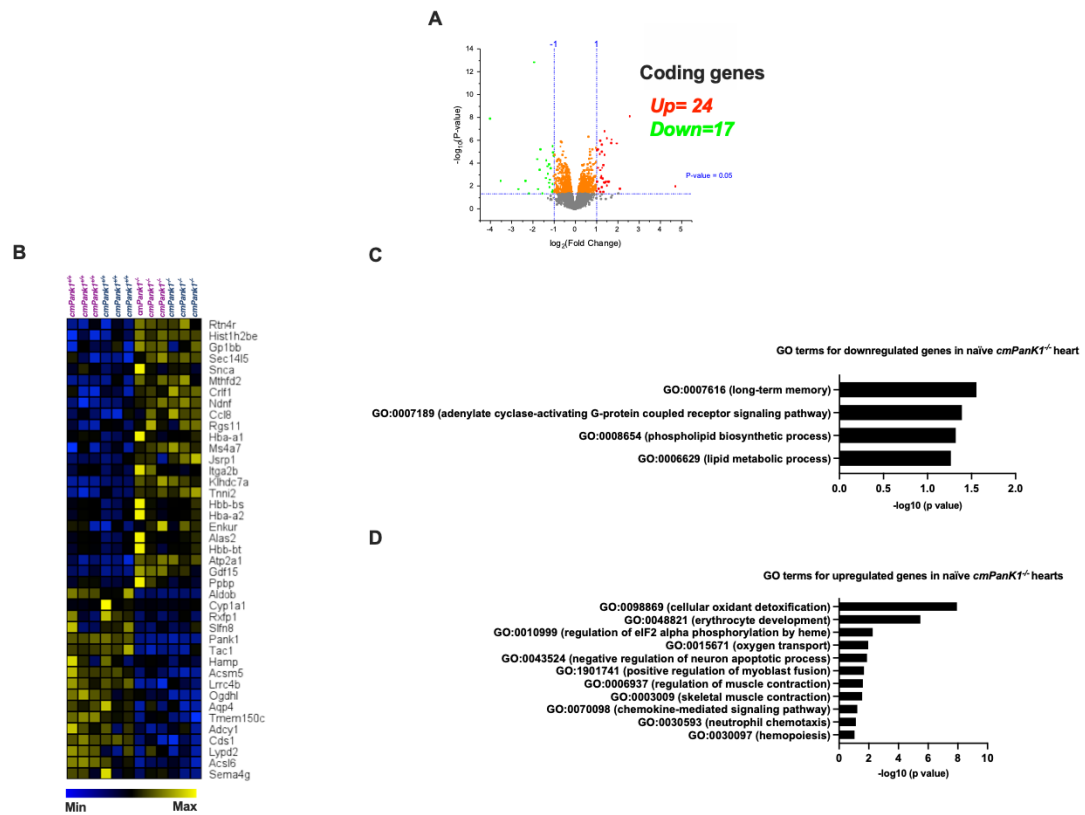 A
-1
1
14
12
10
8
6
4
2
0
-log10(P-value)
-4
-3
-2
-1
0
1
2
3
4
5
log2(Fold Change)
P-value = 0.05
Coding genes
Up= 24
Down=17
B
cmPank1+/+
cmPank1+/+
cmPank1+/+
cmPank1+/+
cmPank1+/+
cmPank1+/+
cmPank1-/-
cmPank1-/-
cmPank1-/-
cmPank1-/-
cmPank1-/-
cmPank1-/-
Rtn4r
Hist1h2be
Gp1bb
Sec14l5
Snca
Mthfd2
Crlf1
Ndnf
Ccl8
Rgs11
Hba-a1
Ms4a7
Jsrp1
Itga2b
Klhdc7a
Tnni2
Hbb-bs
Hba-a2
Enkur
Alas2
Hbb-bt
Atp2a1
Gdf15
Ppbp
Aldob
Cyp1a1
Rxfp1
Slfn8
Pank1
Tac1
Hamp
Acsm5
Lrrc4b
Ogdhl
Aqp4
Tmem150c
Adcy1
Cds1
Lypd2
Acsl6
Sema4g
Min
Max
C
GO terms for downregulated genes in naïve cmPanK1-/- heart
GO:0007616 (long-term memory)
GO:0007189 (adenylate cyclase-activating G-protein coupled receptor signaling pathway)
GO:0008654 (phospholipid biosynthetic process)
GO:0006629 (lipid metabolic process)
0.0
0.5
1.0
1.5
2.0
-log10 (p value)
D
GO terms for upregulated genes in naïve cmPanK1-/- hearts
GO:0098869 (cellular oxidant detoxification)
GO:0048821 (erythrocyte development)
GO:0010999 (regulation of eIF2 alpha phosphorylation by heme)
GO:0015671 (oxygen transport)
GO:0043524 (negative regulation of neuron apoptotic process)
GO:1901741 (positive regulation of myoblast fusion)
GO:0006937 (regulation of muscle contraction)
GO:0003009 (skeletal muscle contraction)
GO:0070098 (chemokine-mediated signaling pathway)
GO:0030593 (neutrophil chemotaxis)
GO:0030097 (hemopoiesis)
0
2
4
6
8
10
-log10 (p value)